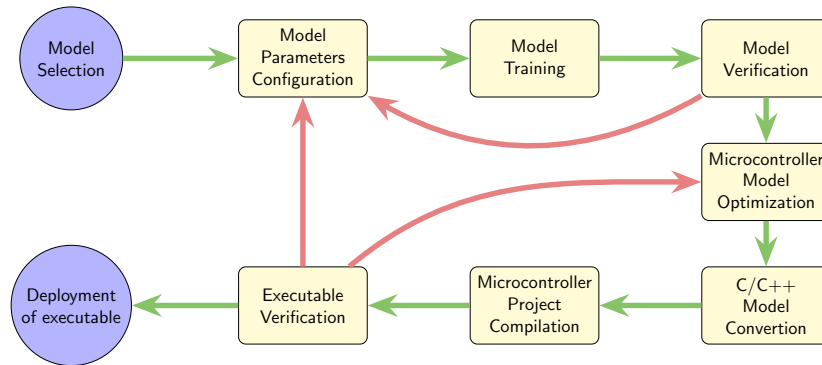 Model
Selection
Model
Parameters
Configuration
Model
Training
Model
Verification
Microcontroller
Model
Optimization
C/C++
Model
Convertion
Microcontroller
Project
Compilation
Executable
Verification
Deployment
of executable